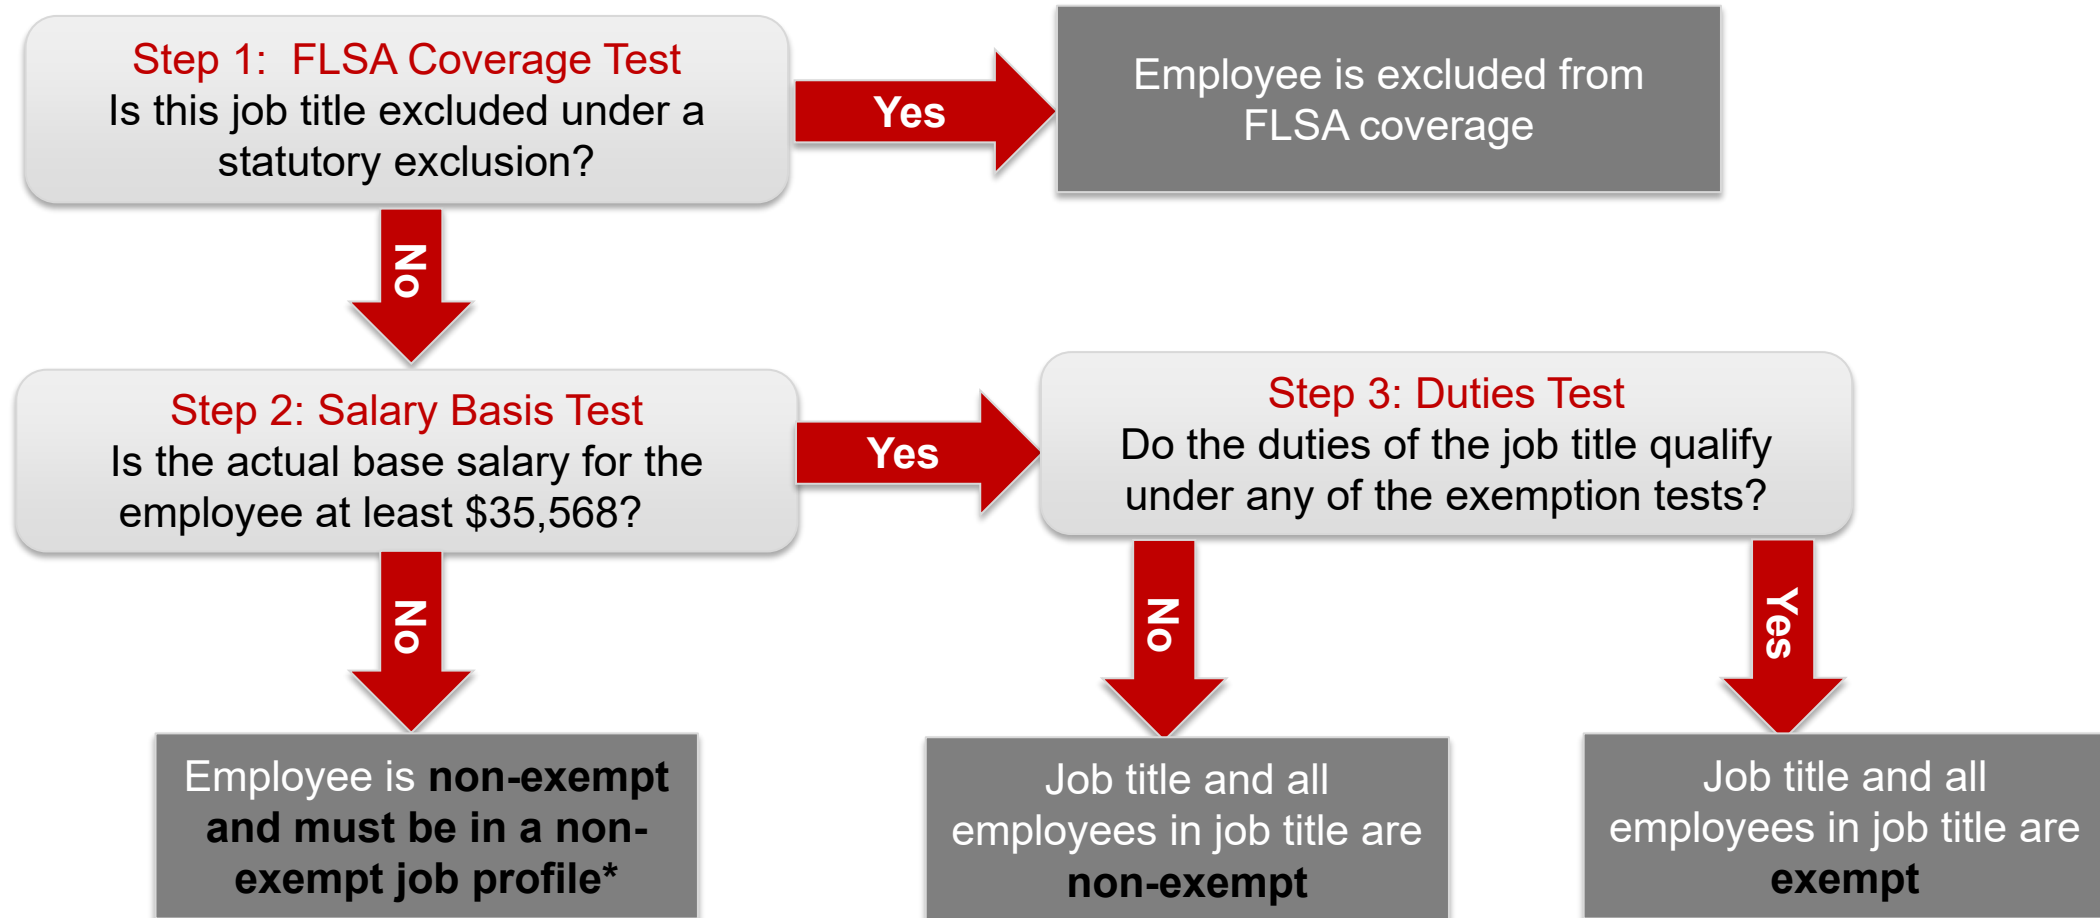 Step 1:  FLSA Coverage Test
Is this job title excluded under a
statutory exclusion?
Yes
Employee is excluded from
FLSA coverage
No
Step 2: Salary Basis Test
Is the actual base salary for the
employee at least $35,568?
Yes
Step 3: Duties Test
Do the duties of the job title qualify
under any of the exemption tests?
No
No
Yes
Employee is non-exempt
and must be in a non-
exempt job profile*
Job title and all
employees in job title are
non-exempt
Job title and all
employees in job title are
exempt